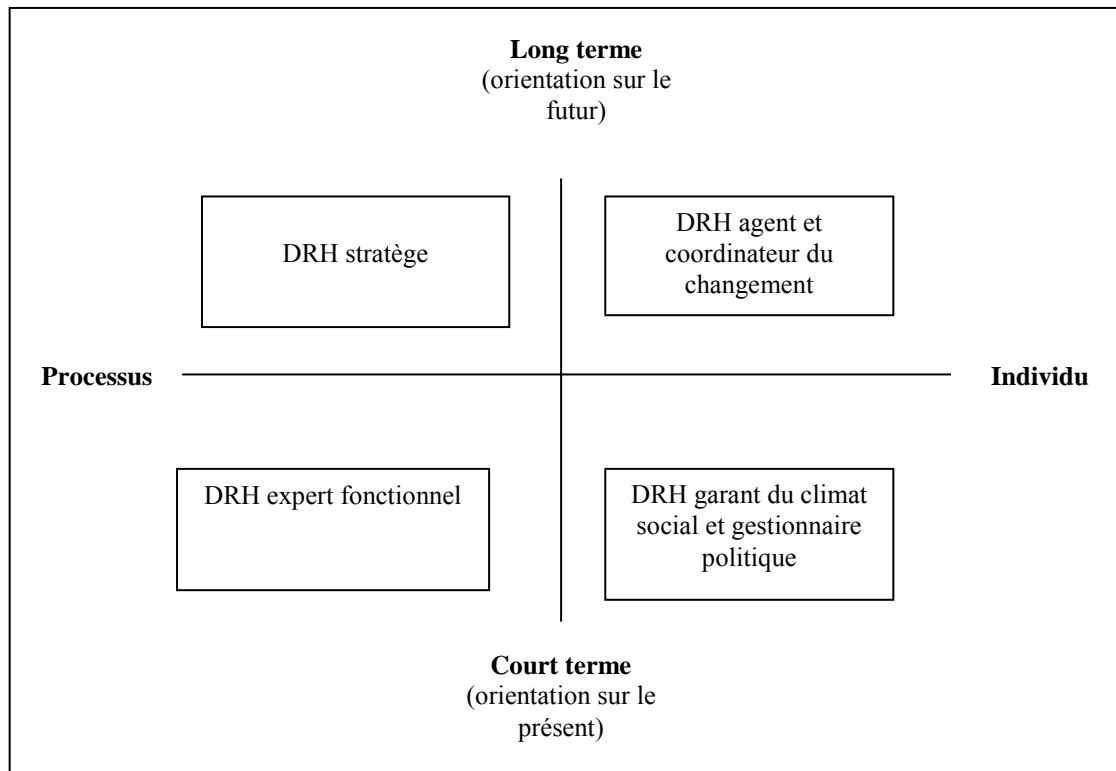 Long terme
(orientation sur le
futur)
DRH stratège
DRH agent et
coordinateur du
changement
Processus
Individu
DRH expert fonctionnel
DRH garant du climat
social et gestionnaire
politique
Court terme
(orientation sur le
présent)